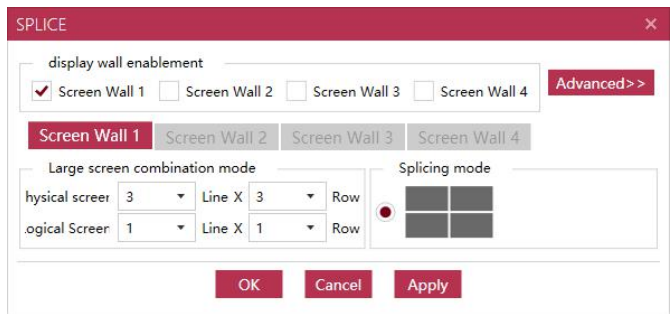 SPLICE
display wall enablement
Screen Wall 1 Screen Wall 2 Screen Wall 3 Screen Wall 4
Advanced>>
Screen Wall 1 Screen Wall 2 Screen Wall 3 Screen Wall 4
Large screen combination mode Splicing mode
hysical screer 3 Line X 3 Row
.ogical Screen 1 Line X 1 Row
OK Cancel Apply